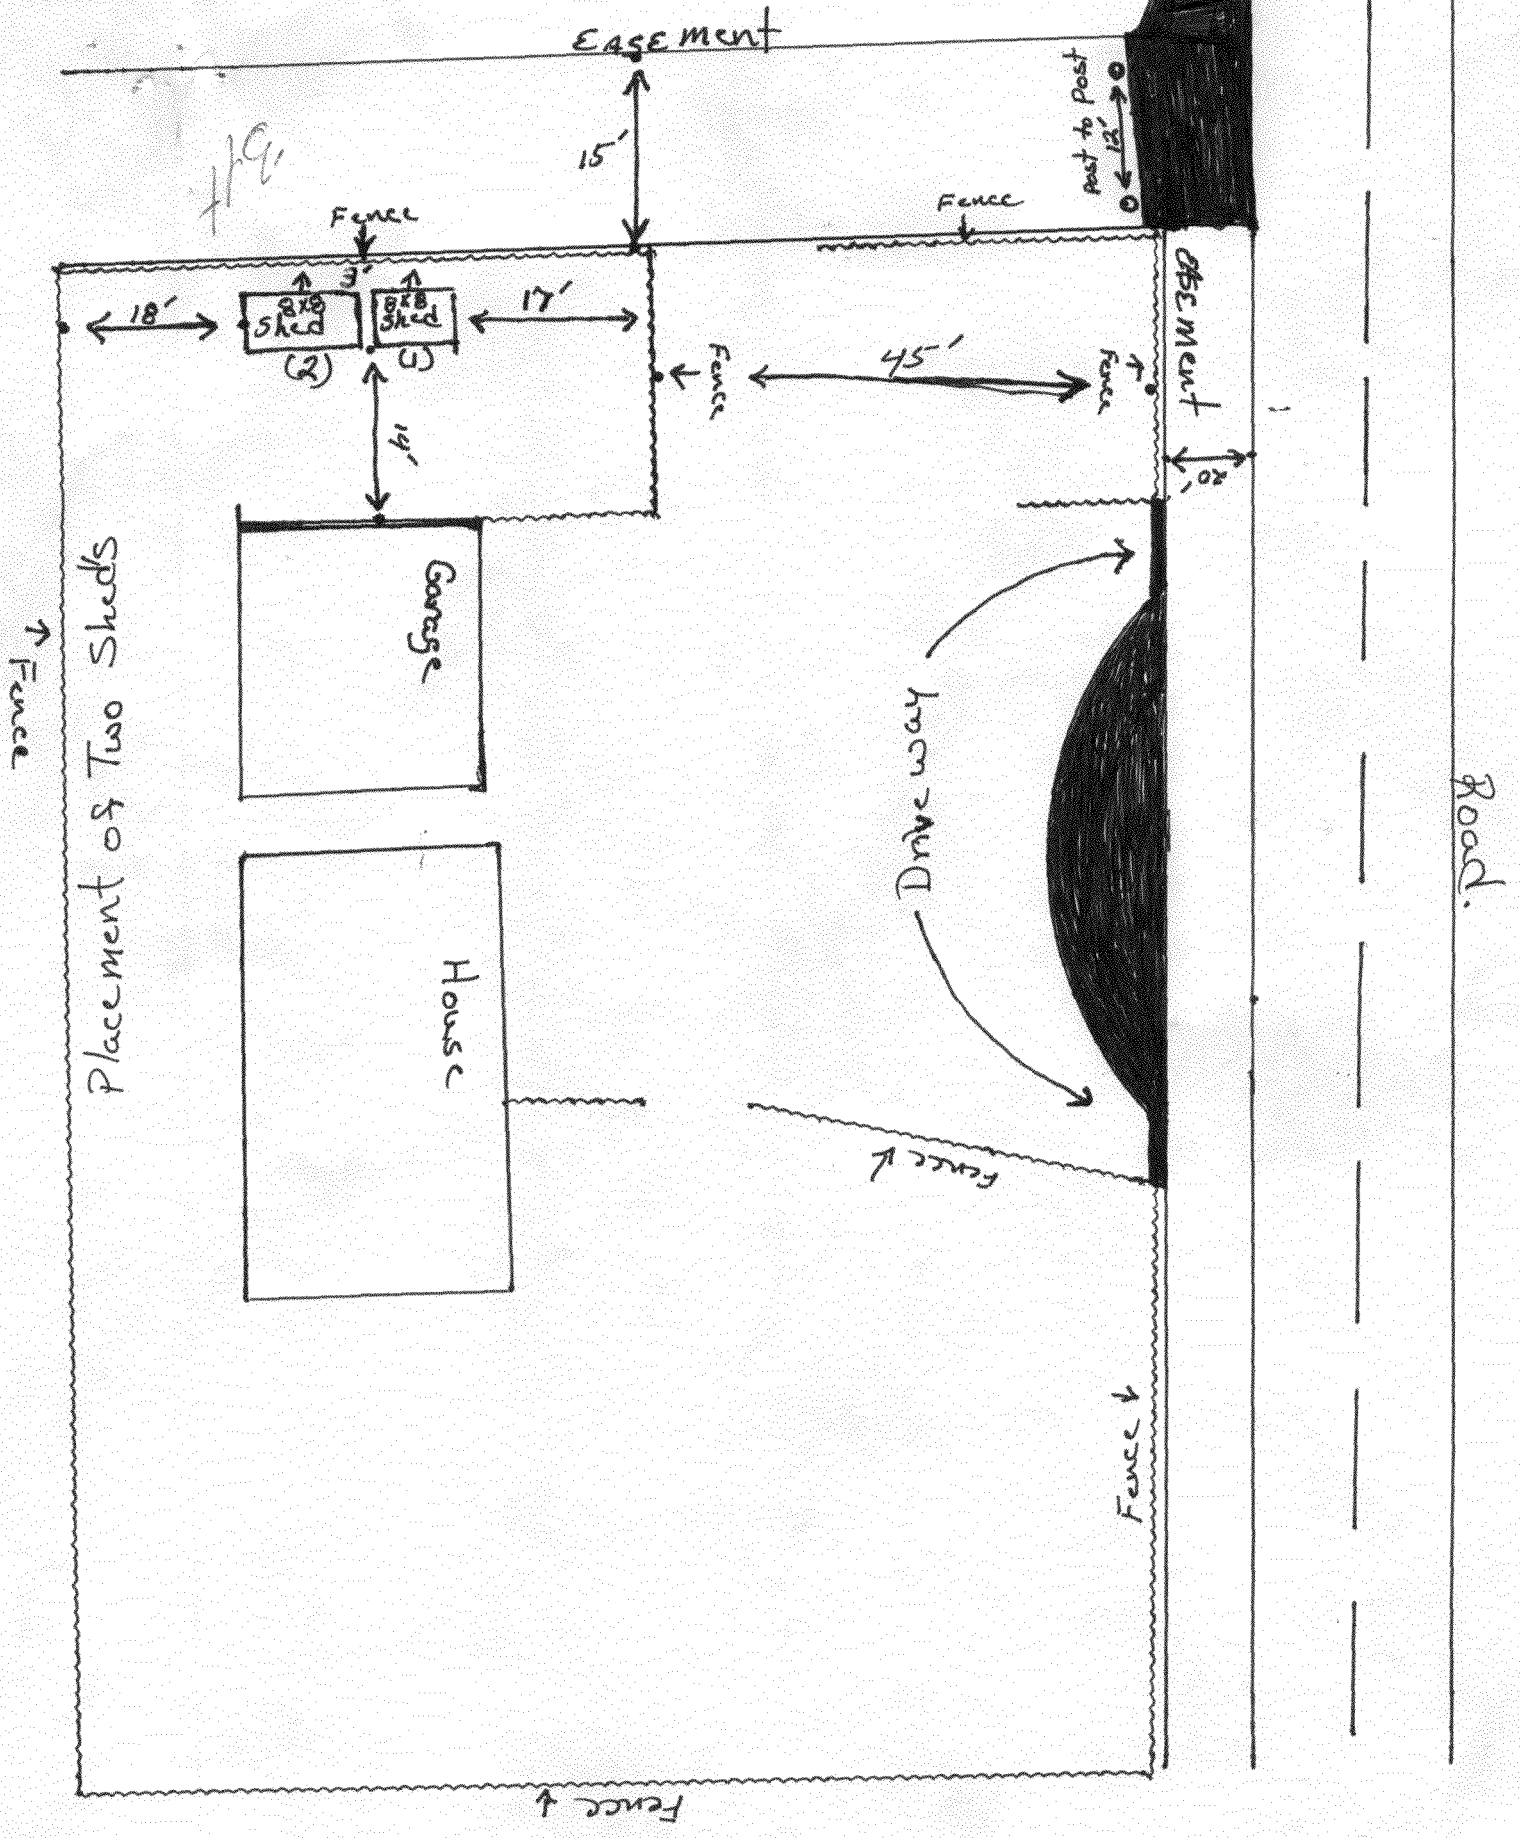 EASEment
15'
Post to Post
12'
Fence
Fence
3'
18'
8x8
Shed
(2)
8x8
Shed
(1)
17'
Fence
45'
Fence
EASEment
20'
14'
Garage
Drive way
House
Placement of Two Shed's
Fence
Fence
Fence
Fence
Road.